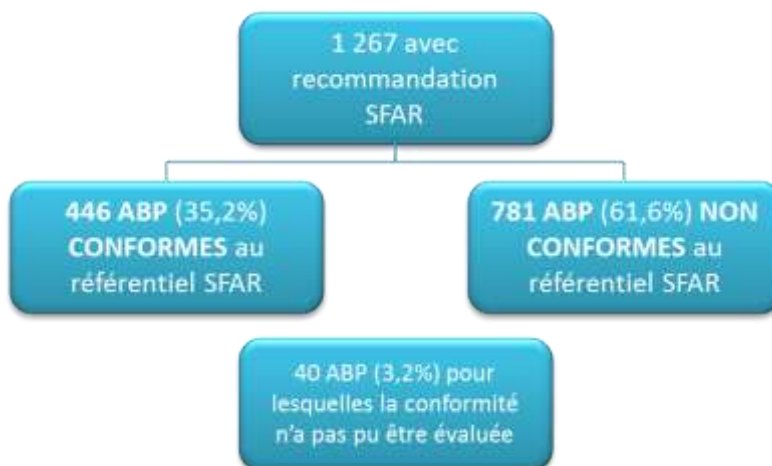 1 267 avec
recommandation
SFAR
446 ABP (35,2%)
CONFORMES au
référentiel SFAR
781 ABP (61,6%) NON
CONFORMES au
référentiel SFAR
40 ABP (3,2%) pour
lesquelles la conformité
n'a pas pu être évaluée